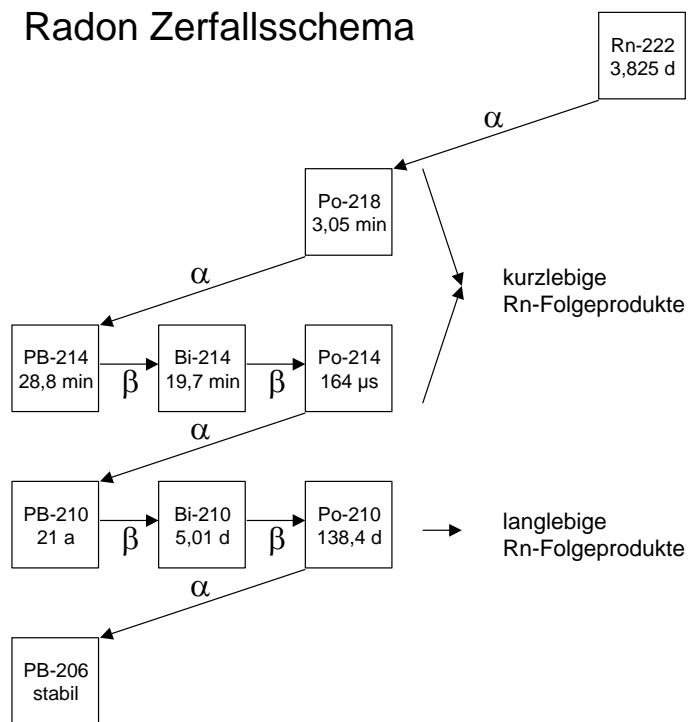 Radon Zerfallsschema
Rn-222
3,825 d
α
Po-218
3,05 min
α
kurzlebige
Rn-Folgeprodukte
PB-214
28,8 min
β
Bi-214
19,7 min
β
Po-214
164 µs
α
PB-210
21 a
β
Bi-210
5,01 d
β
Po-210
138,4 d
langlebige
Rn-Folgeprodukte
α
PB-206
stabil